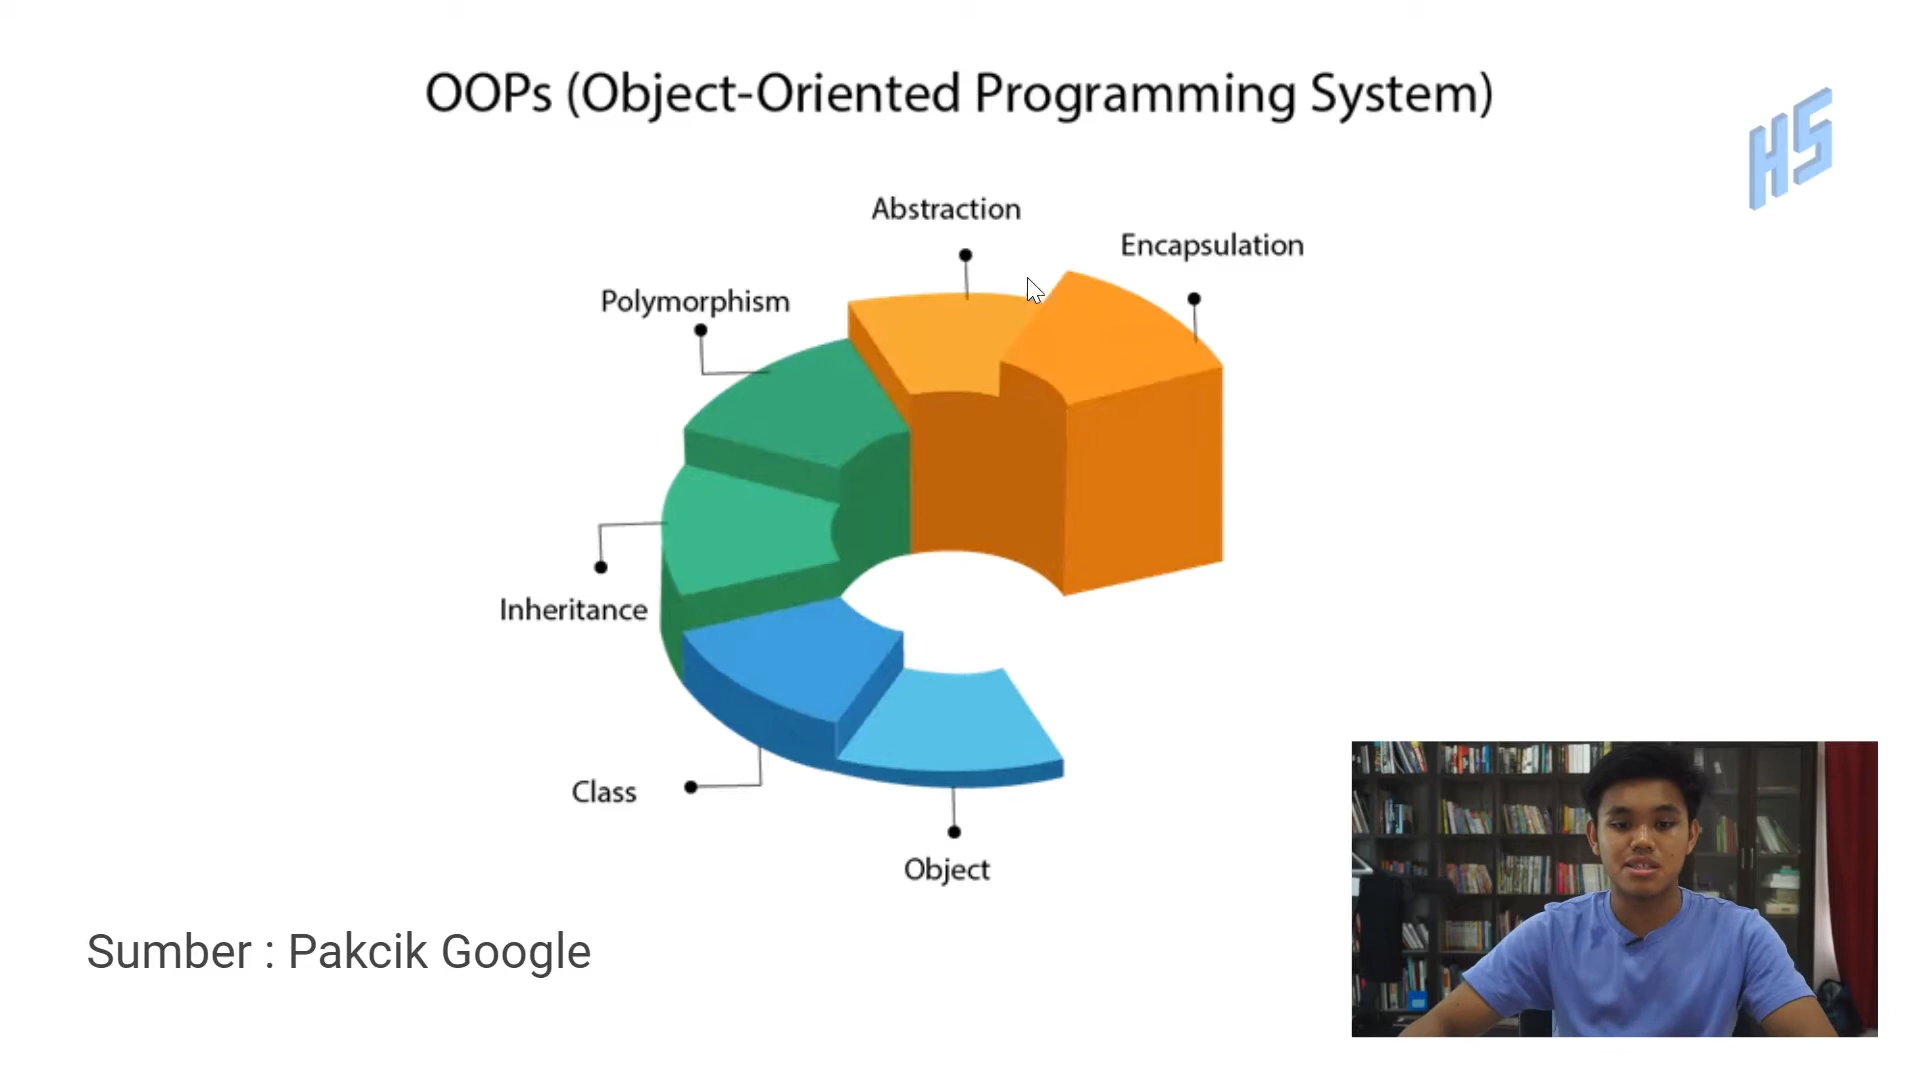 OOPs (Object-Oriented Programming System)
HS
Abstraction
Encapsulation
Polymorphism
Inheritance
Class
Object
Sumber : Pakcik Google